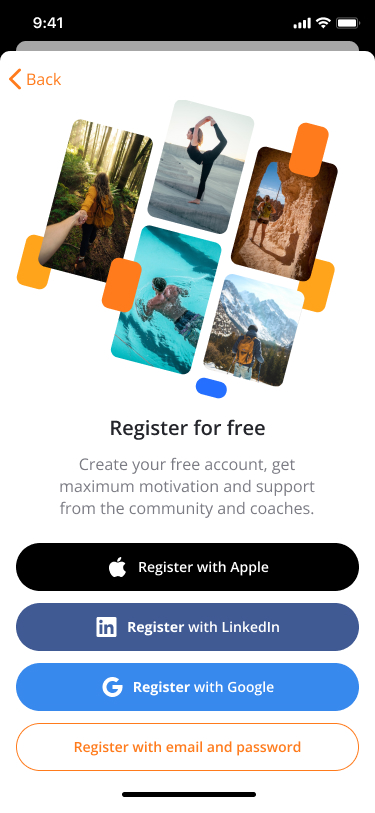 9:41
Back
Register for free
Create your free account, get
maximum motivation and support
from the community and coaches.
Register with Apple
in Register with LinkedIn
G Register with Google
Register with email and password